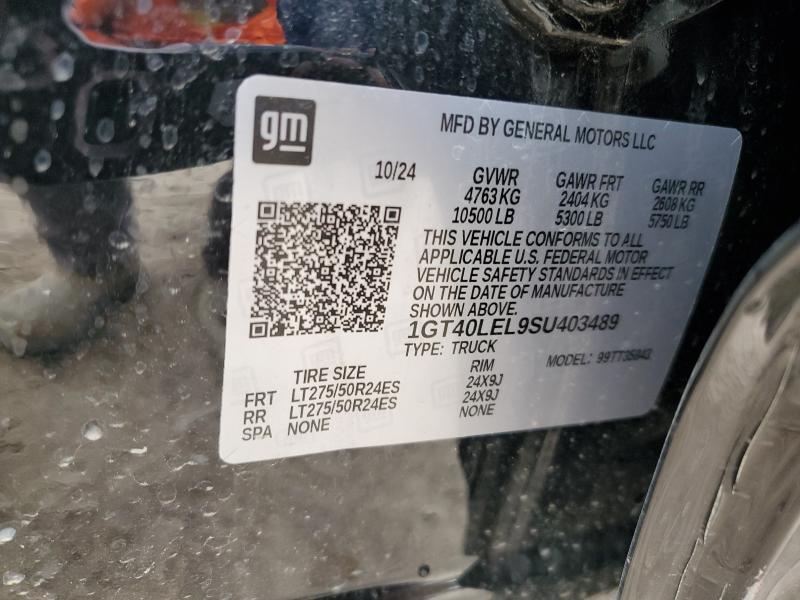 gm
MFD BY GENERAL MOTORS LLC
10/24 GVWR GAWR FRT GAWR RR
4763 KG 2404 KG 2608 KG
10500 LB 5300 LB 5750 LB
THIS VEHICLE CONFORMS TO ALL
APPLICABLE U.S. FEDERAL MOTOR
VEHICLE SAFETY STANDARDS IN EFFECT
ON THE DATE OF MANUFACTURE
SHOWN ABOVE.
1GT40LEL9SU403489
TYPE: TRUCK MODEL:
TIRE SIZE RIM
FRT LT275/50R24ES 24X9J
RR LT275/50R24ES 24X9J
SPA NONE NONE